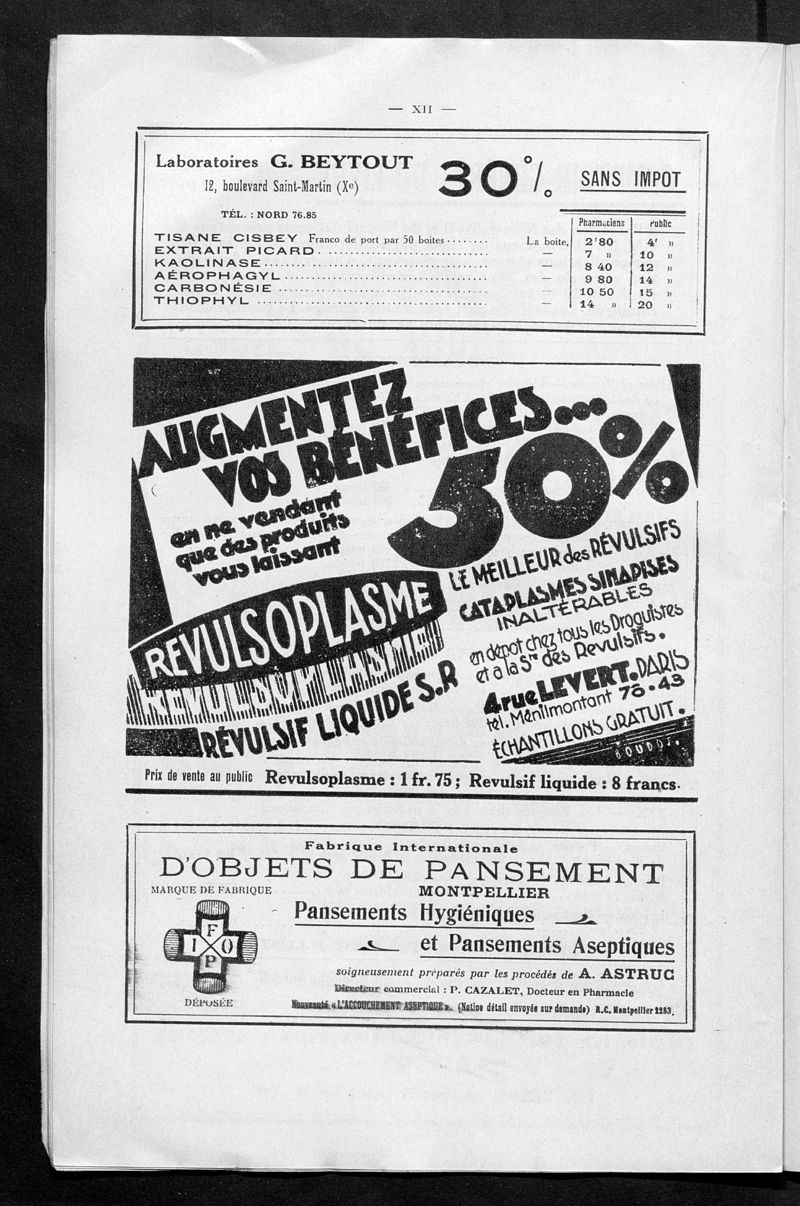 — XII —
Laboratoires G. BEYTOUT
12, boulevard Saint-Martin (Xe)
30% SANS IMPOT
TÉL. : NORD 76.85
Pharmaciens Public
TISANE CISBEY Franco de port par 50 boites ........ La boite, 2'80 4' »
EXTRAIT PICARD ........ — 7 » 10 »
KAOLINASE ........ — 8 40 12 »
AÉROPHAGYL ........ — 9 80 14 »
CARBONÉSIE ........ — 10 50 15 »
THIOPHYL ........ — 14 » 20 »
AUGMENTEZ
VOS BÉNÉFICES...
en ne vendant
que des produits
vous laissant
50%
REVULSOPLASME
REVULSOPLASME
RÉVULSIF LIQUIDE S.R
LE MEILLEUR des RÉVULSIFS
CATAPLASMES SINAPISES
INALTÉRABLES
en dépot chez tous les Droguistes
et a la Sté des Revulsifs.
4 rue LEVERT. PARIS
tél. Ménilmontant 76-43
ÉCHANTILLONS GRATUIT.
Prix de vente au public Revulsoplasme : 1 fr. 75 ; Revulsif liquide : 8 francs.
Fabrique Internationale
D'OBJETS DE PANSEMENT
MARQUE DE FABRIQUE
MONTPELLIER
F
I O
P
DÉPOSÉE
Pansements Hygiéniques
et Pansements Aseptiques
soigneusement préparés par les procédés de A. ASTRUC
Directeur commercial : P. CAZALET, Docteur en Pharmacie
Nouveauté « L'ACCOUCHEMENT ASEPTIQUE ». (Notice détail envoyée sur demande) R.C. Montpellier 2283.